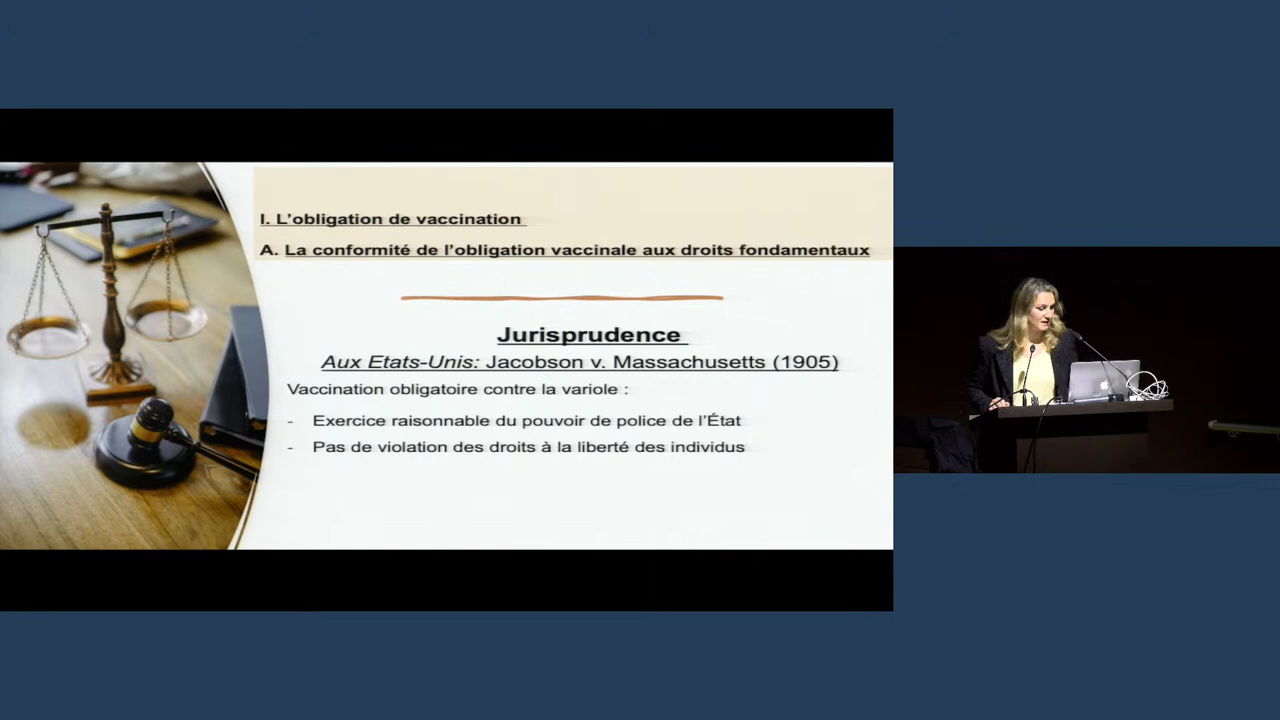 I. L’obligation de vaccination
A. La conformité de l’obligation vaccinale aux droits fondamentaux
Jurisprudence
Aux Etats-Unis: Jacobson v. Massachusetts (1905)
Vaccination obligatoire contre la variole :
- Exercice raisonnable du pouvoir de police de l’État
- Pas de violation des droits à la liberté des individus